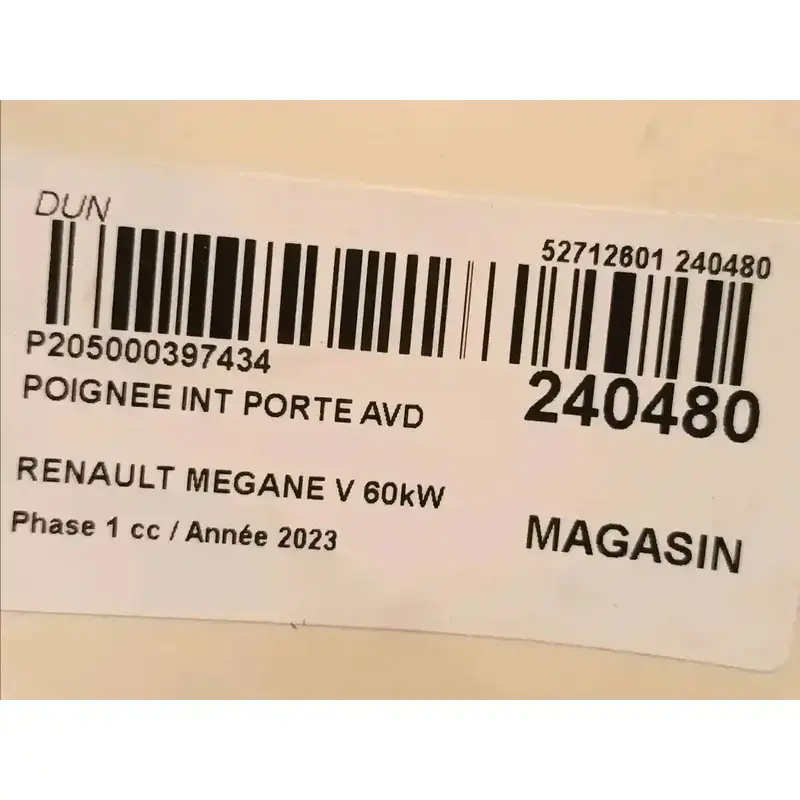 DUN
52712601 240480
P205000397434
240480
POIGNEE INT PORTE AVD
RENAULT MEGANE V 60kW
Phase 1 cc / Année 2023
MAGASIN